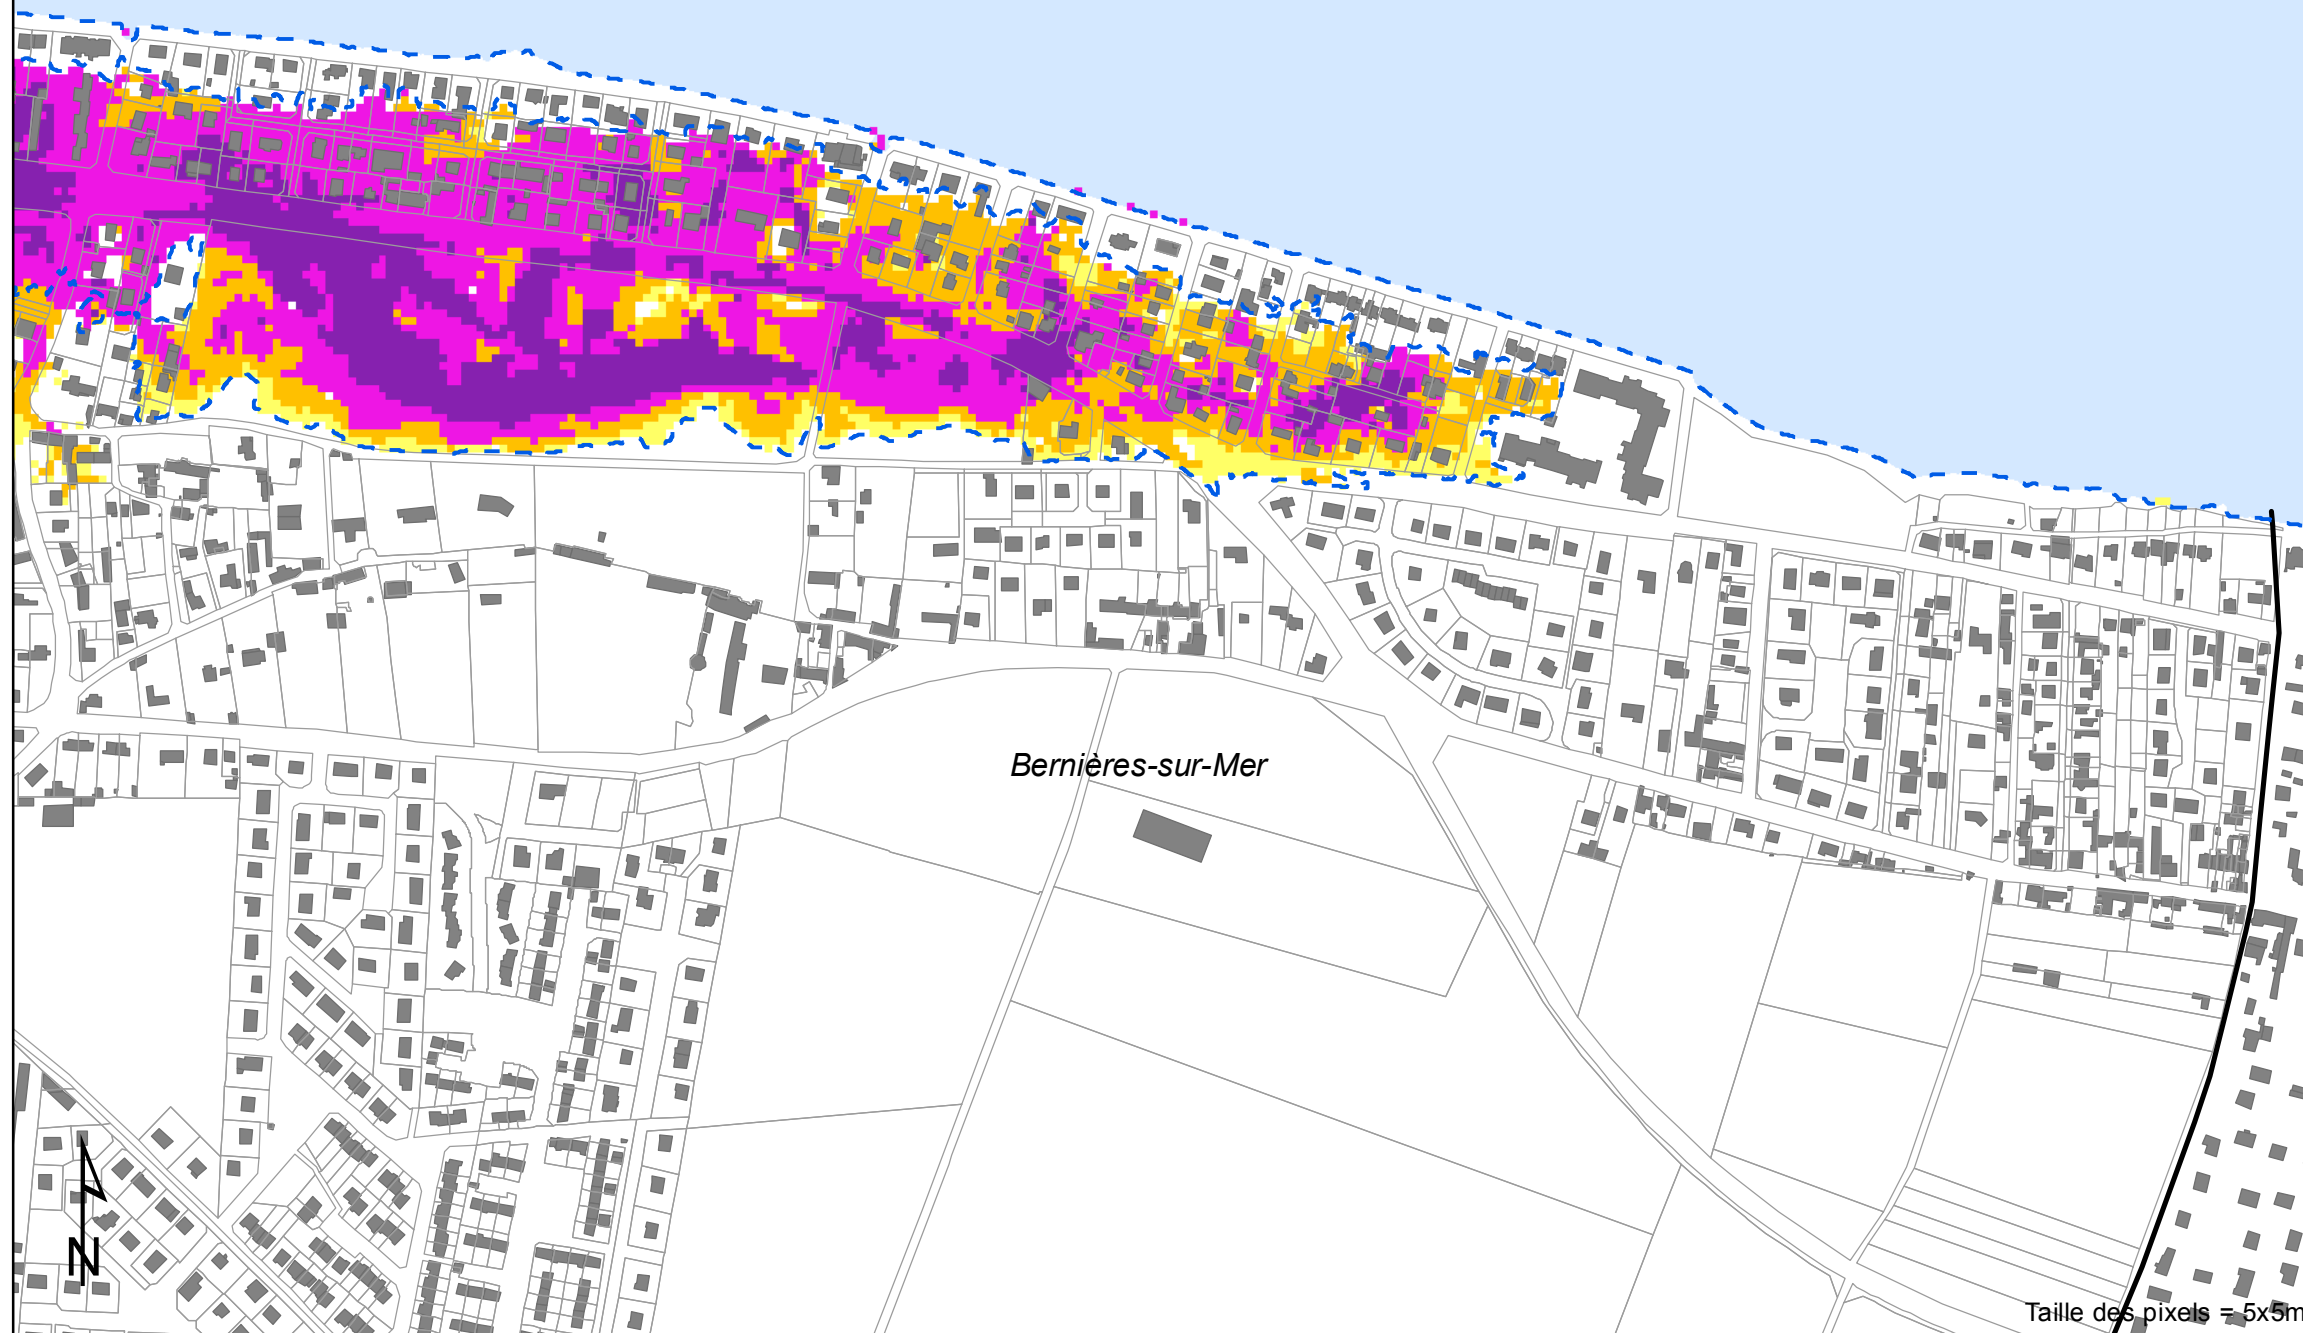 Bernières-sur-Mer
N
Taille des pixels = 5x5m